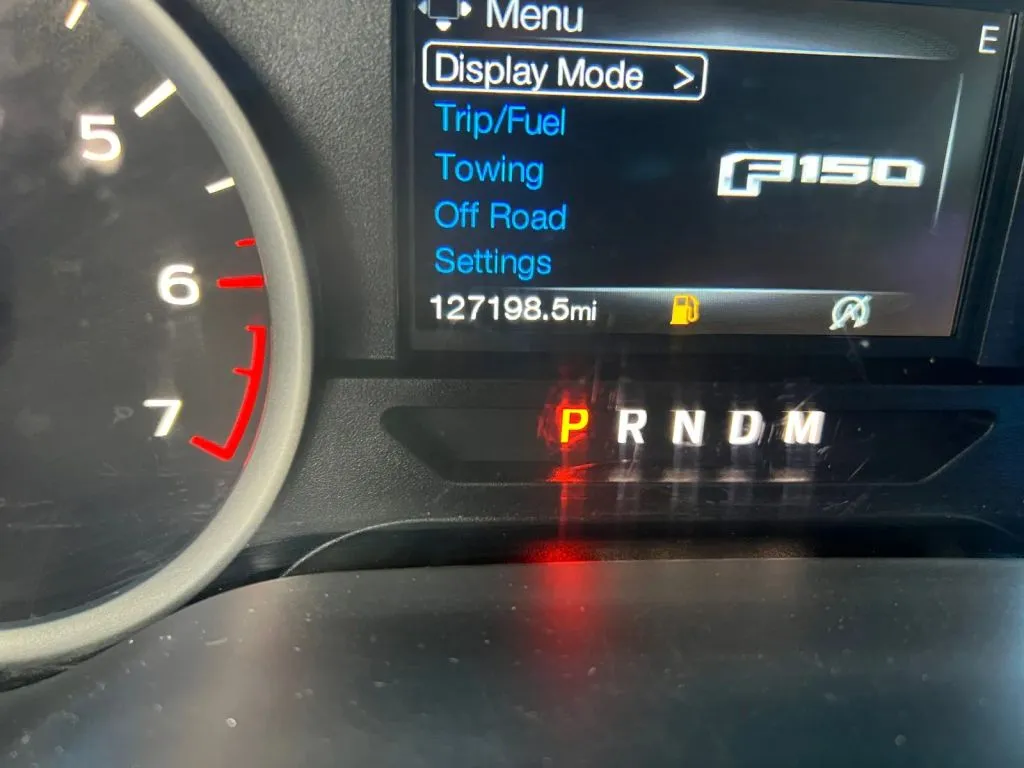 Menu
E
Display Mode >
5
Trip/Fuel
Towing
F150
Off Road
6
Settings
127198.5mi
7
P R N D M